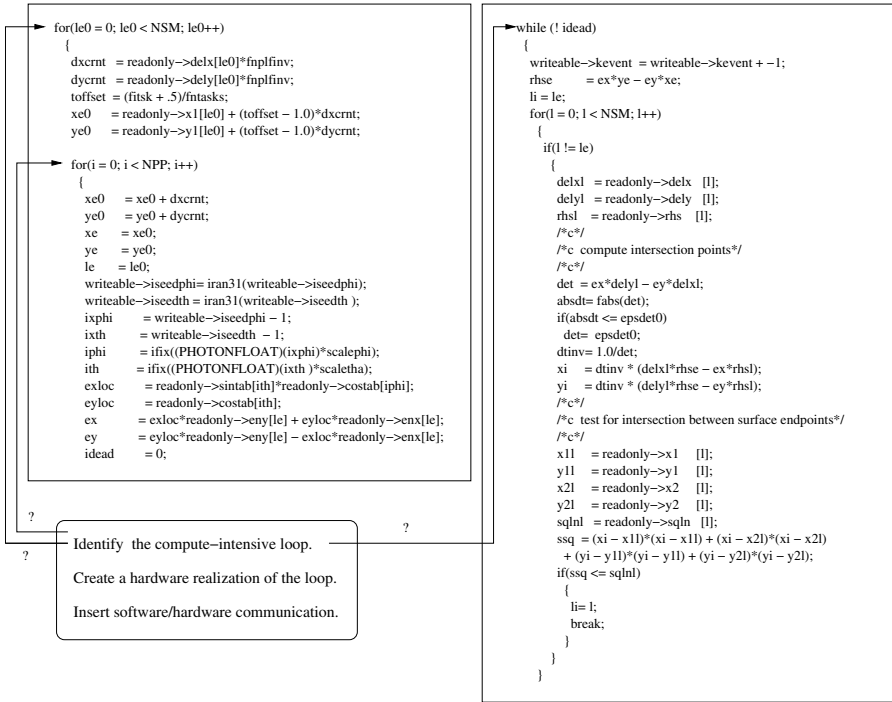 for(le0 = 0; le0 < NSM; le0++)
{
dxcrnt = readonly−>delx[le0]*fnplfinv;
dycrnt = readonly−>dely[le0]*fnplfinv;
toffset = (fitsk + .5)/fntasks;
xe0 = readonly−>x1[le0] + (toffset − 1.0)*dxcrnt;
ye0 = readonly−>y1[le0] + (toffset − 1.0)*dycrnt;
for(i = 0; i < NPP; i++)
{
xe0 = xe0 + dxcrnt;
ye0 = ye0 + dycrnt;
xe = xe0;
ye = ye0;
le = le0;
writeable−>iseedphi= iran31(writeable−>iseedphi);
writeable−>iseedth = iran31(writeable−>iseedth );
ixphi = writeable−>iseedphi − 1;
ixth = writeable−>iseedth − 1;
iphi = ifix((PHOTONFLOAT)(ixphi)*scalephi);
ith = ifix((PHOTONFLOAT)(ixth )*scaletha);
exloc = readonly−>sintab[ith]*readonly−>costab[iphi];
eyloc = readonly−>costab[ith];
ex = exloc*readonly−>eny[le] + eyloc*readonly−>enx[le];
ey = eyloc*readonly−>eny[le] − exloc*readonly−>enx[le];
idead = 0;
?
?
?
Identify the compute−intensive loop.
Create a hardware realization of the loop.
Insert software/hardware communication.
while (! idead)
{
writeable−>kevent = writeable−>kevent + −1;
rhse = ex*ye − ey*xe;
li = le;
for(l = 0; l < NSM; l++)
{
if(l != le)
{
delxl = readonly−>delx [l];
delyl = readonly−>dely [l];
rhsl = readonly−>rhs [l];
/*c*/
/*c compute intersection points*/
/*c*/
det = ex*delyl − ey*delxl;
absdt= fabs(det);
if(absdt <= epsdet0)
det= epsdet0;
dtinv= 1.0/det;
xi = dtinv * (delxl*rhse − ex*rhsl);
yi = dtinv * (delyl*rhse − ey*rhsl);
/*c*/
/*c test for intersection between surface endpoints*/
/*c*/
x1l = readonly−>x1 [l];
y1l = readonly−>y1 [l];
x2l = readonly−>x2 [l];
y2l = readonly−>y2 [l];
sqlnl = readonly−>sqln [l];
ssq = (xi − x1l)*(xi − x1l) + (xi − x2l)*(xi − x2l)
+ (yi − y1l)*(yi − y1l) + (yi − y2l)*(yi − y2l);
if(ssq <= sqlnl)
{
li= l;
break;
}
}
}